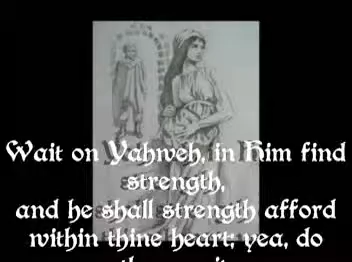 Wait on Yahweh, in Him find
strength,
and he shall strength afford
within thine heart; yea, do